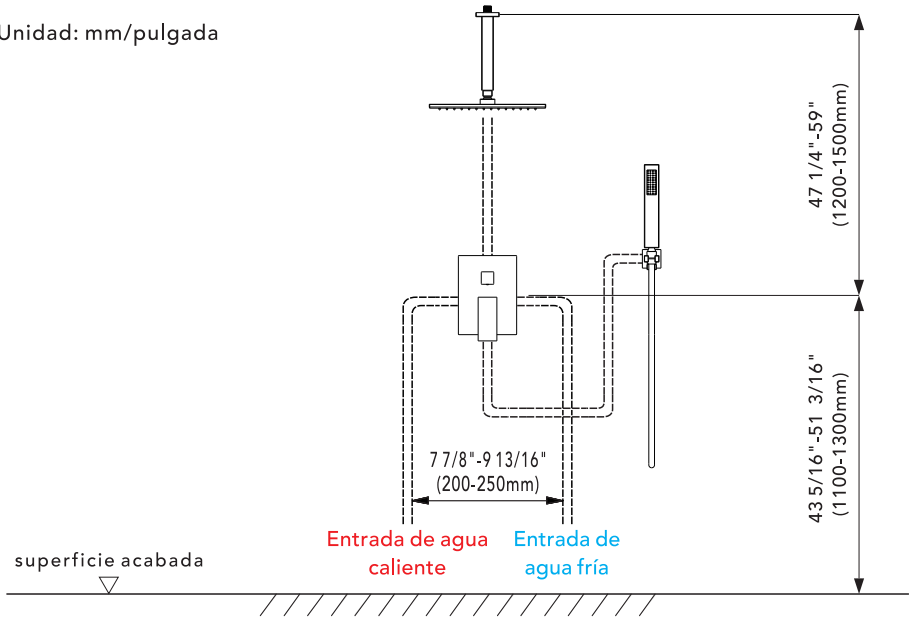 Unidad: mm/pulgada
47 1/4"-59"
(1200-1500mm)
43 5/16"-51 3/16"
(1100-1300mm)
7 7/8"-9 13/16"
(200-250mm)
Entrada de agua
caliente
Entrada de
agua fría
superficie acabada